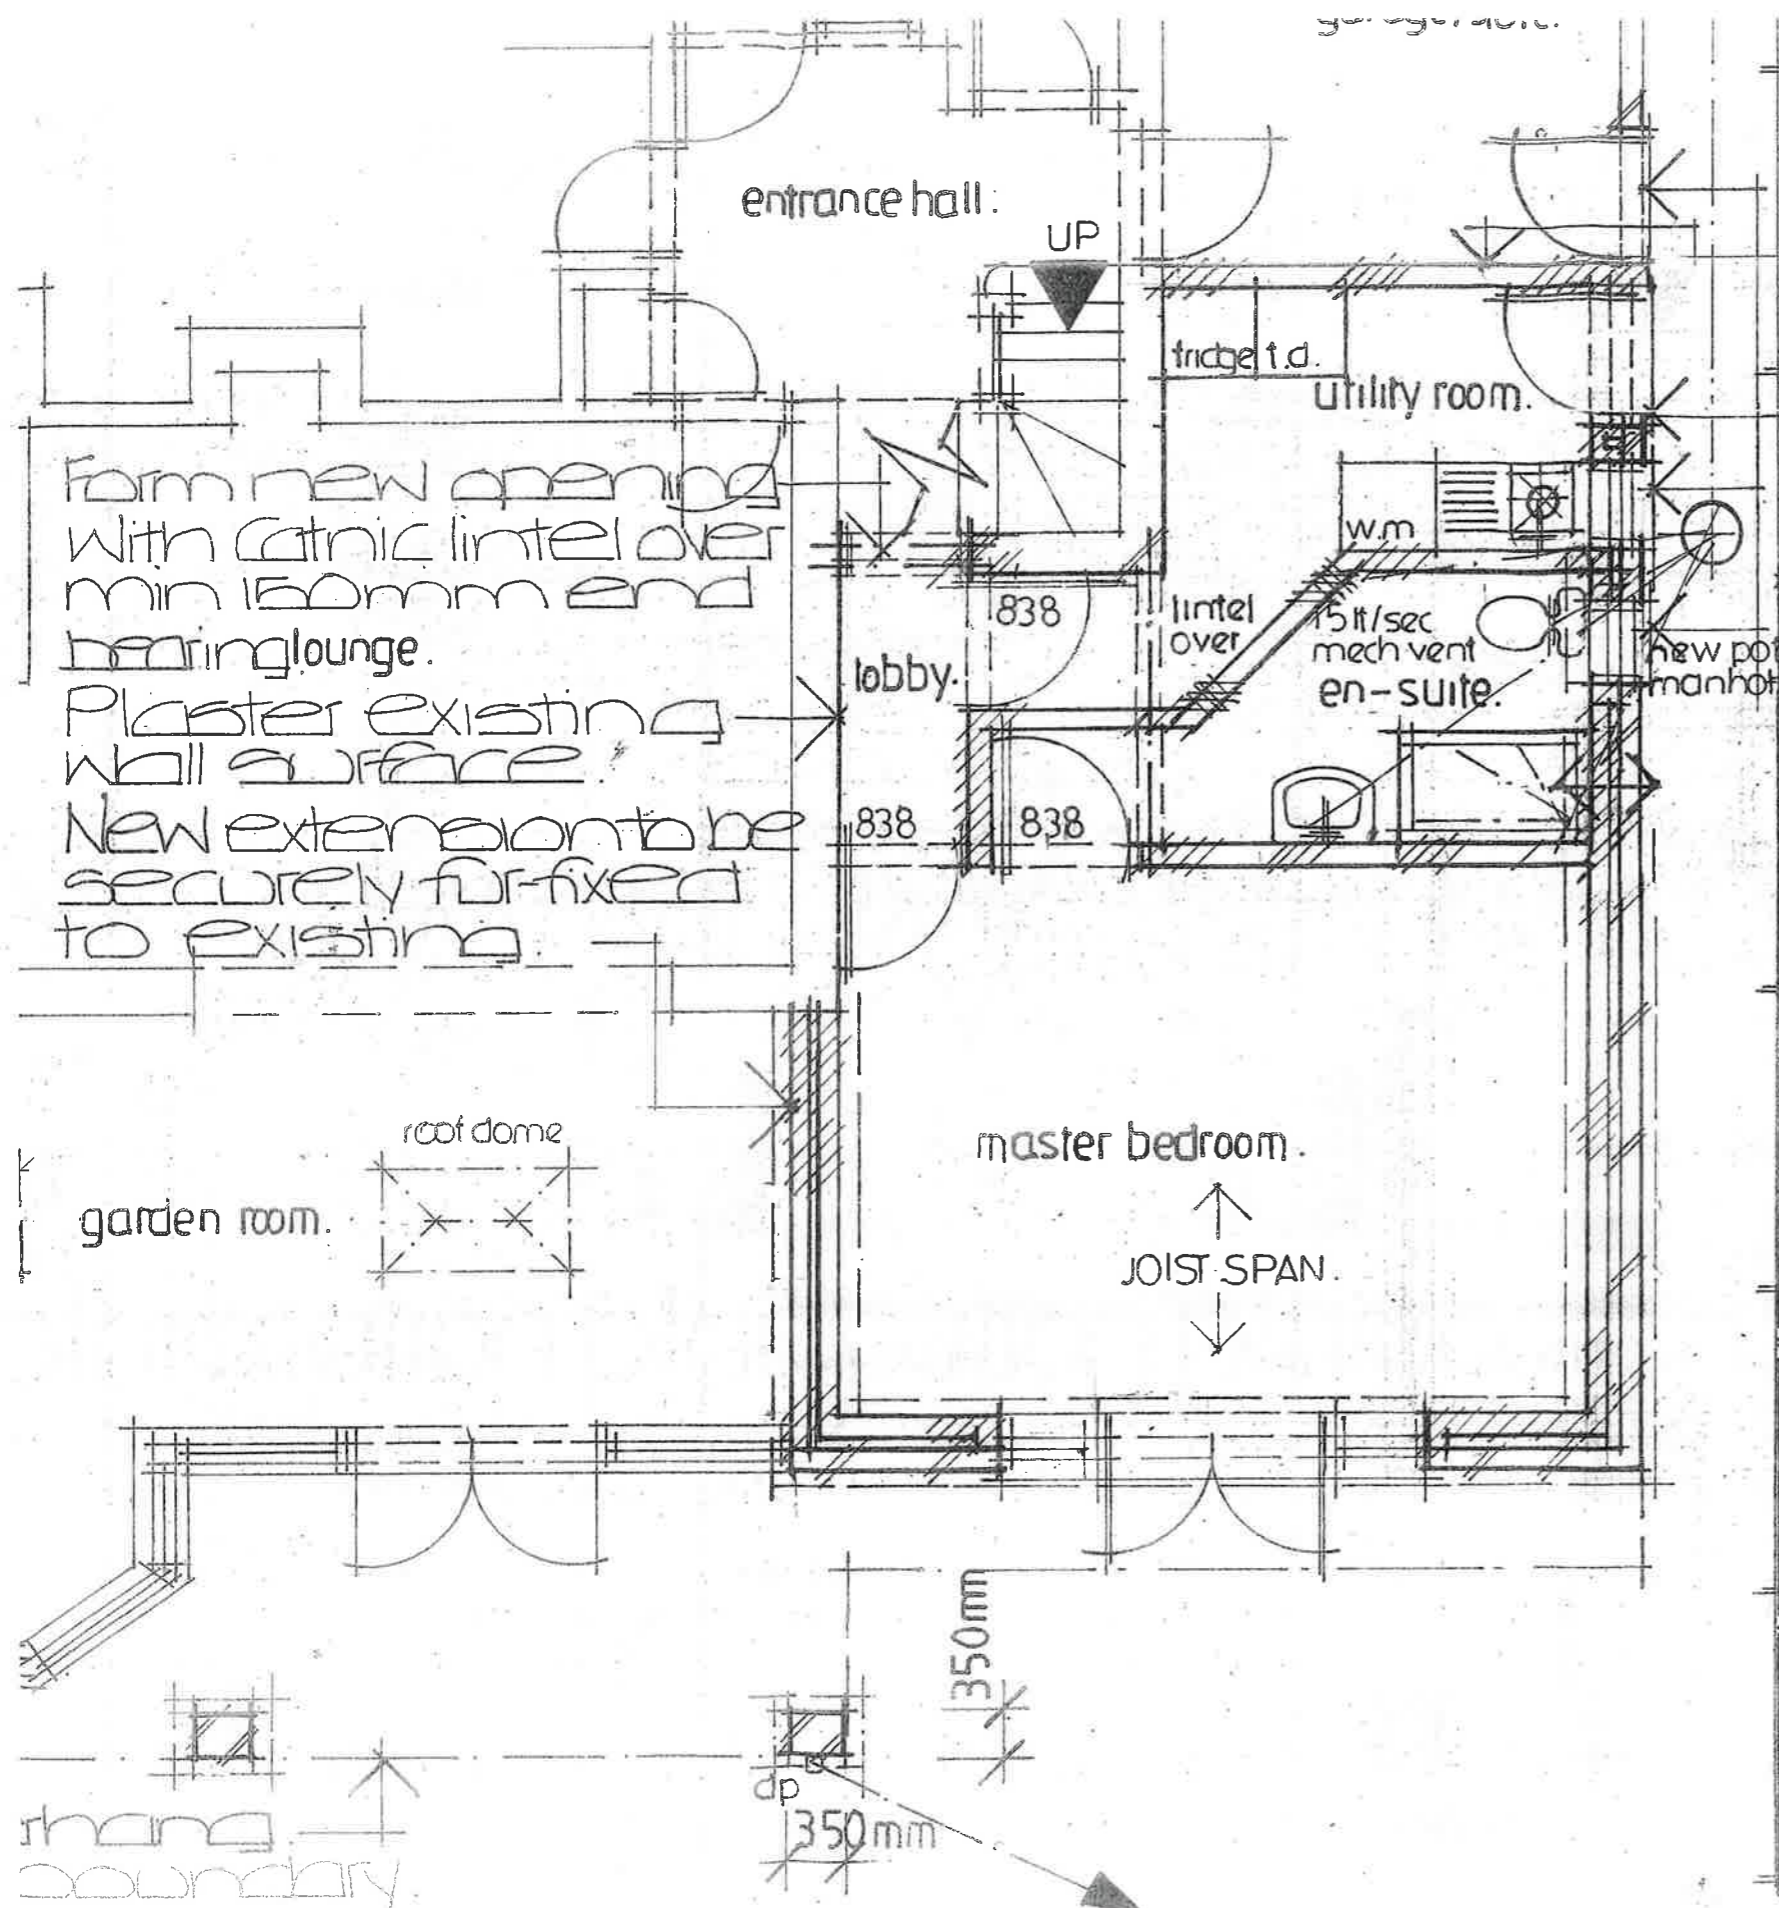 entrance hall:
UP
fridge t.d.
utility room.
Form new opening
With Catnic lintel over
min 150mm end
bearing lounge.
Plaster existing
Wall surface.
New extension to be
securely fur-fixed
to existing.
w.m
838
lintel
over
15 lt/sec
mech vent
en-suite.
new
lobby.
838
838
roof dome
garden room.
master bedroom.
JOIST SPAN.
350mm
dp
350mm
boundary.